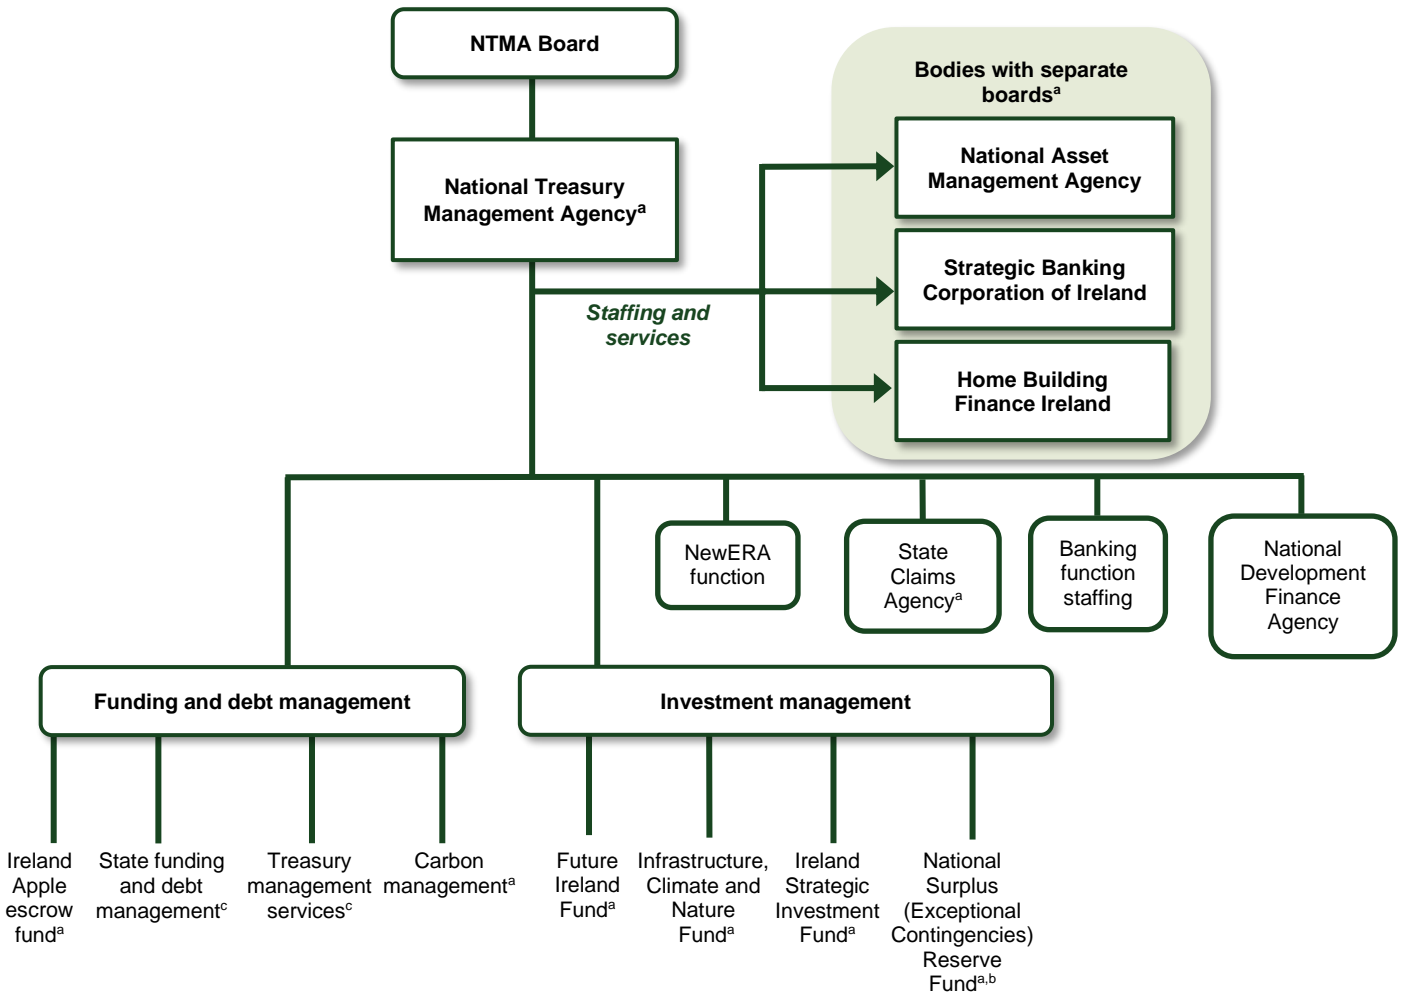 NTMA Board
National Treasury
Management Agencyᵃ
Bodies with separate
boardsᵃ
National Asset
Management Agency
Strategic Banking
Corporation of Ireland
Home Building
Finance Ireland
Staffing and
services
NewERA
function
State
Claims
Agencyᵃ
Banking
function
staffing
National
Development
Finance
Agency
Funding and debt management
Investment management
Ireland
Apple
escrow
fundᵃ
State funding
and debt
managementᶜ
Treasury
management
servicesᶜ
Carbon
managementᵃ
Future
Ireland
Fundᵃ
Infrastructure,
Climate and
Nature
Fundᵃ
Ireland
Strategic
Investment
Fundᵃ
National
Surplus
(Exceptional
Contingencies)
Reserve
Fundᵃ,ᵇ